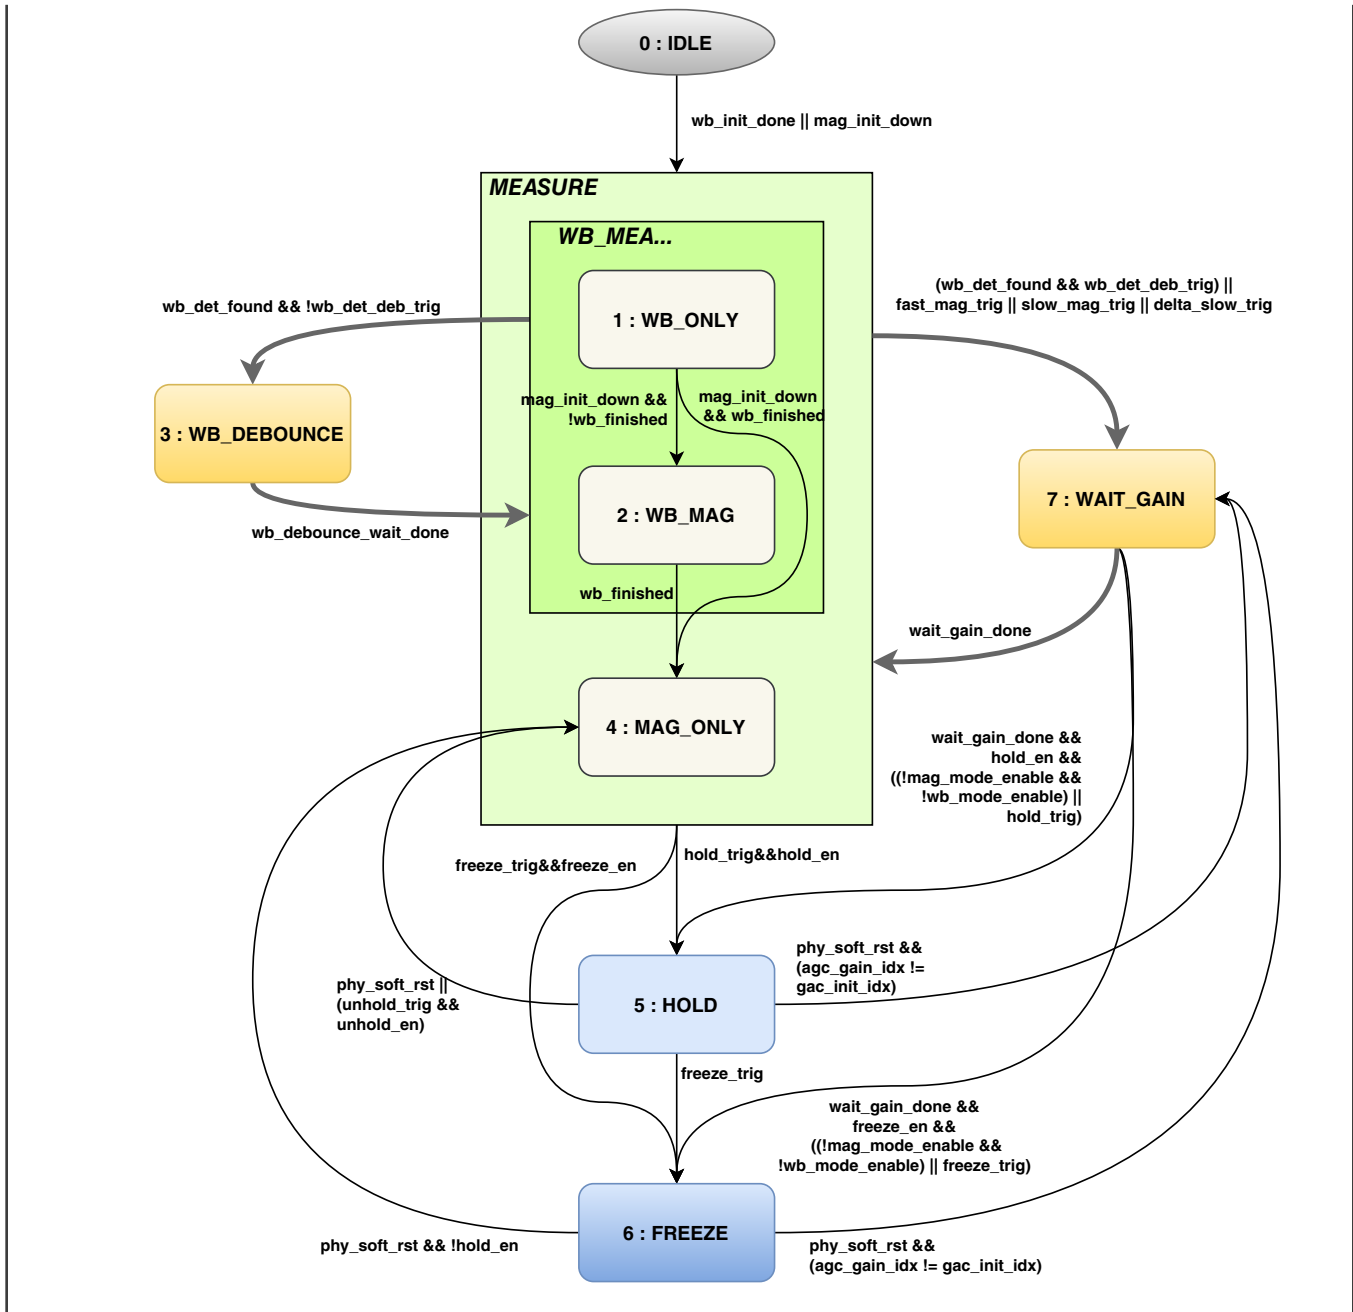 0 : IDLE
wb_init_done || mag_init_down
MEASURE
WB_MEA...
(wb_det_found && wb_det_deb_trig) ||
fast_mag_trig || slow_mag_trig || delta_slow_trig
wb_det_found && !wb_det_deb_trig
1 : WB_ONLY
mag_init_down &&
!wb_finished
mag_init_down
&& wb_finished
3 : WB_DEBOUNCE
7 : WAIT_GAIN
2 : WB_MAG
wb_debounce_wait_done
wb_finished
wait_gain_done
4 : MAG_ONLY
wait_gain_done &&
hold_en &&
((!mag_mode_enable &&
!wb_mode_enable) ||
hold_trig)
freeze_trig&&freeze_en
hold_trig&&hold_en
phy_soft_rst &&
(agc_gain_idx !=
gac_init_idx)
phy_soft_rst ||
(unhold_trig &&
unhold_en)
5 : HOLD
freeze_trig
wait_gain_done &&
freeze_en &&
((!mag_mode_enable &&
!wb_mode_enable) || freeze_trig)
6 : FREEZE
phy_soft_rst && !hold_en
phy_soft_rst &&
(agc_gain_idx != gac_init_idx)